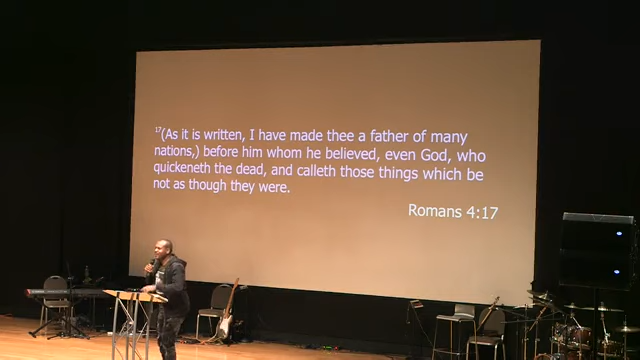 17(As it is written, I have made thee a father of many
nations,) before him whom he believed, even God, who
quickeneth the dead, and calleth those things which be
not as though they were.
Romans 4:17